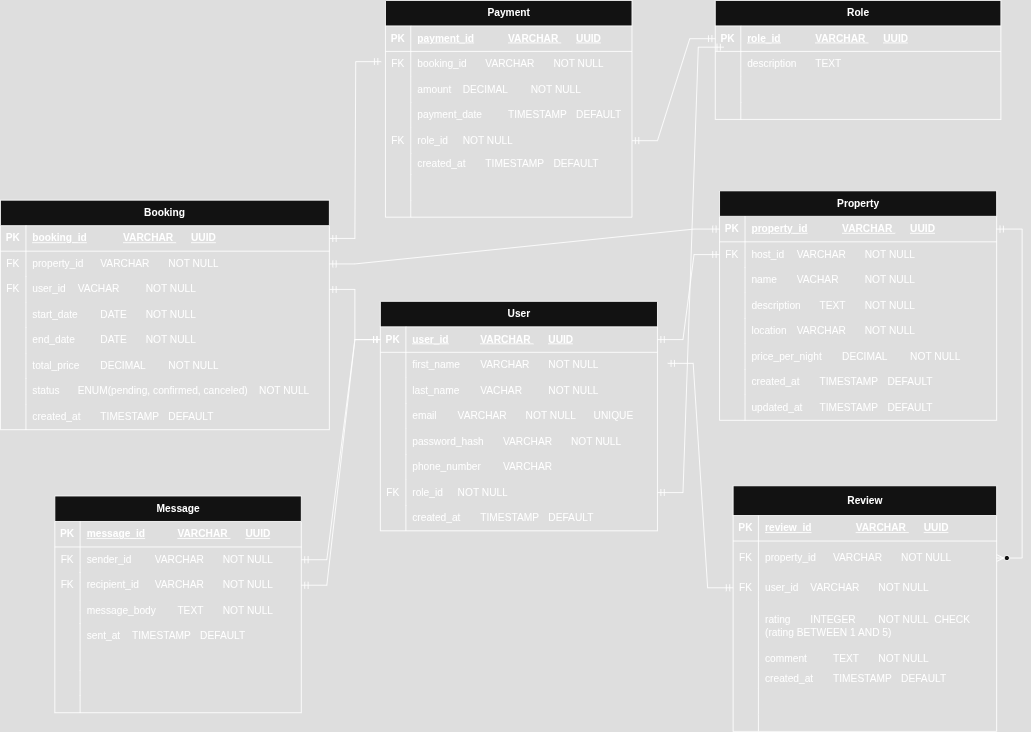 Payment
PK payment_id VARCHAR UUID
FK booking_id VARCHAR NOT NULL
amount DECIMAL NOT NULL
payment_date TIMESTAMP DEFAULT
FK role_id NOT NULL
created_at TIMESTAMP DEFAULT
Role
PK role_id VARCHAR UUID
description TEXT
Booking
PK booking_id VARCHAR UUID
FK property_id VARCHAR NOT NULL
FK user_id VACHAR NOT NULL
start_date DATE NOT NULL
end_date DATE NOT NULL
total_price DECIMAL NOT NULL
status ENUM(pending, confirmed, canceled) NOT NULL
created_at TIMESTAMP DEFAULT
Property
PK property_id VARCHAR UUID
FK host_id VARCHAR NOT NULL
name VACHAR NOT NULL
description TEXT NOT NULL
location VARCHAR NOT NULL
price_per_night DECIMAL NOT NULL
created_at TIMESTAMP DEFAULT
updated_at TIMESTAMP DEFAULT
User
PK user_id VARCHAR UUID
first_name VARCHAR NOT NULL
last_name VACHAR NOT NULL
email VARCHAR NOT NULL UNIQUE
password_hash VARCHAR NOT NULL
phone_number VARCHAR
FK role_id NOT NULL
created_at TIMESTAMP DEFAULT
Message
PK message_id VARCHAR UUID
FK sender_id VARCHAR NOT NULL
FK recipient_id VARCHAR NOT NULL
message_body TEXT NOT NULL
sent_at TIMESTAMP DEFAULT
Review
PK review_id VARCHAR UUID
FK property_id VARCHAR NOT NULL
FK user_id VARCHAR NOT NULL
rating INTEGER NOT NULL CHECK
(rating BETWEEN 1 AND 5)
comment TEXT NOT NULL
created_at TIMESTAMP DEFAULT